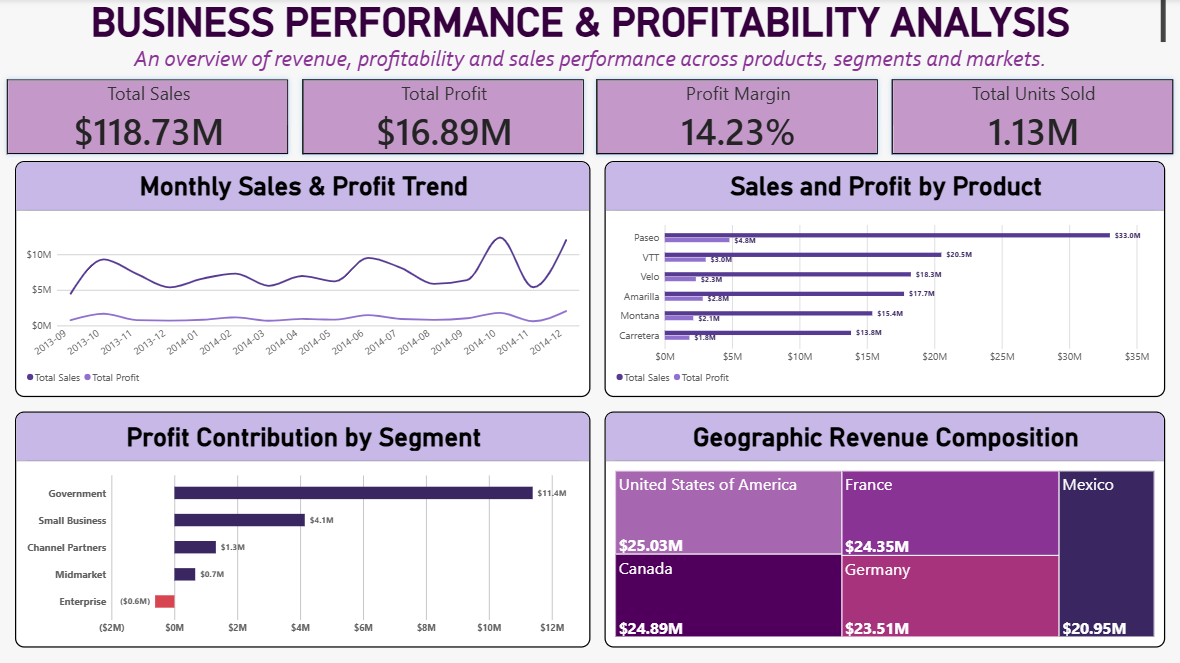 BUSINESS PERFORMANCE & PROFITABILITY ANALYSIS
An overview of revenue, profitability and sales performance across products, segments and markets.
Total Sales
$118.73M
Total Profit
$16.89M
Profit Margin
14.23%
Total Units Sold
1.13M
Monthly Sales & Profit Trend
$10M
$5M
$0M
2013-09
2013-10
2013-11
2013-12
2014-01
2014-02
2014-03
2014-04
2014-05
2014-06
2014-07
2014-08
2014-09
2014-10
2014-11
2014-12
Total Sales Total Profit
Sales and Profit by Product
Paseo $33.0M
$4.8M
VTT $20.5M
$3.0M
Velo $18.3M
$2.3M
Amarilla $17.7M
$2.8M
Montana $15.4M
$2.1M
Carretera $13.8M
$1.8M
$0M $5M $10M $15M $20M $25M $30M $35M
Total Sales Total Profit
Profit Contribution by Segment
Government $11.4M
Small Business $4.1M
Channel Partners $1.3M
Midmarket $0.7M
Enterprise ($0.6M)
($2M) $0M $2M $4M $6M $8M $10M $12M
Geographic Revenue Composition
United States of America
$25.03M
Canada
$24.89M
France
$24.35M
Germany
$23.51M
Mexico
$20.95M